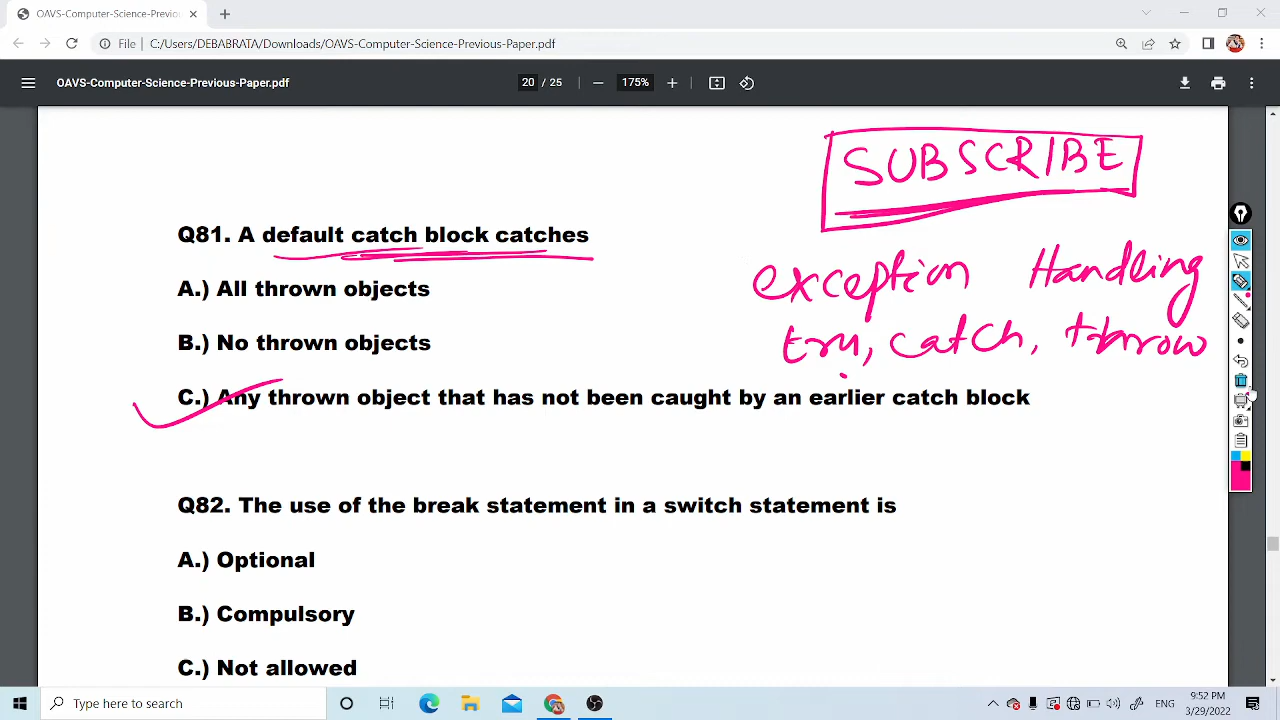 OAVS-Computer-Science-Previou
File
C:/Users/DEBABRATA/Downloads/OAVS-Computer-Science-Previous-Paper.pdf
OAVS-Computer-Science-Previous-Paper.pdf
20 / 25
175%
SUBSCRIBE
Q81. A default catch block catches
exception Handling
A.) All thrown objects
try, catch, throw
B.) No thrown objects
C.) Any thrown object that has not been caught by an earlier catch block
Q82. The use of the break statement in a switch statement is
A.) Optional
B.) Compulsory
C.) Not allowed
Type here to search
ENG
9:52 PM
3/29/2022